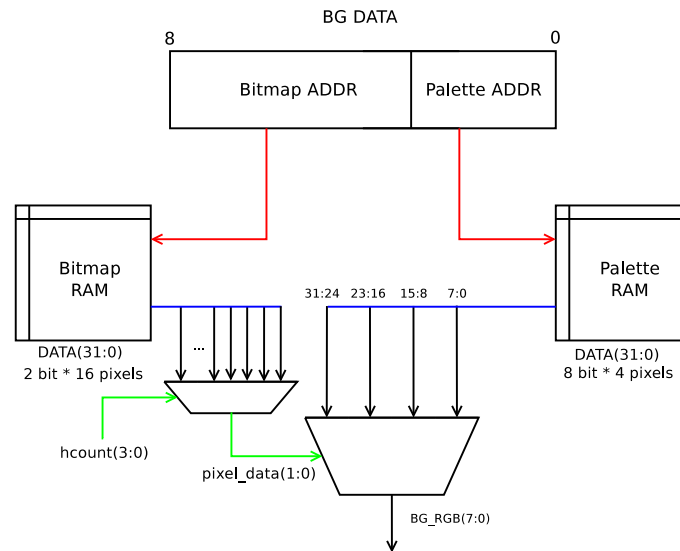 BG DATA
8
0
Bitmap ADDR
Palette ADDR
Bitmap
RAM
31:24
23:16
15:8
7:0
Palette
RAM
...
DATA(31:0)
2 bit * 16 pixels
DATA(31:0)
8 bit * 4 pixels
hcount(3:0)
pixel_data(1:0)
BG_RGB(7:0)